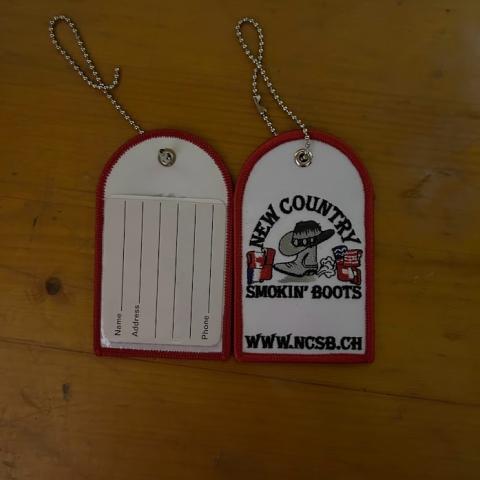 Name
Address
Phone
NEW COUNTRY
SMOKIN' BOOTS
WWW.NCSB.CH